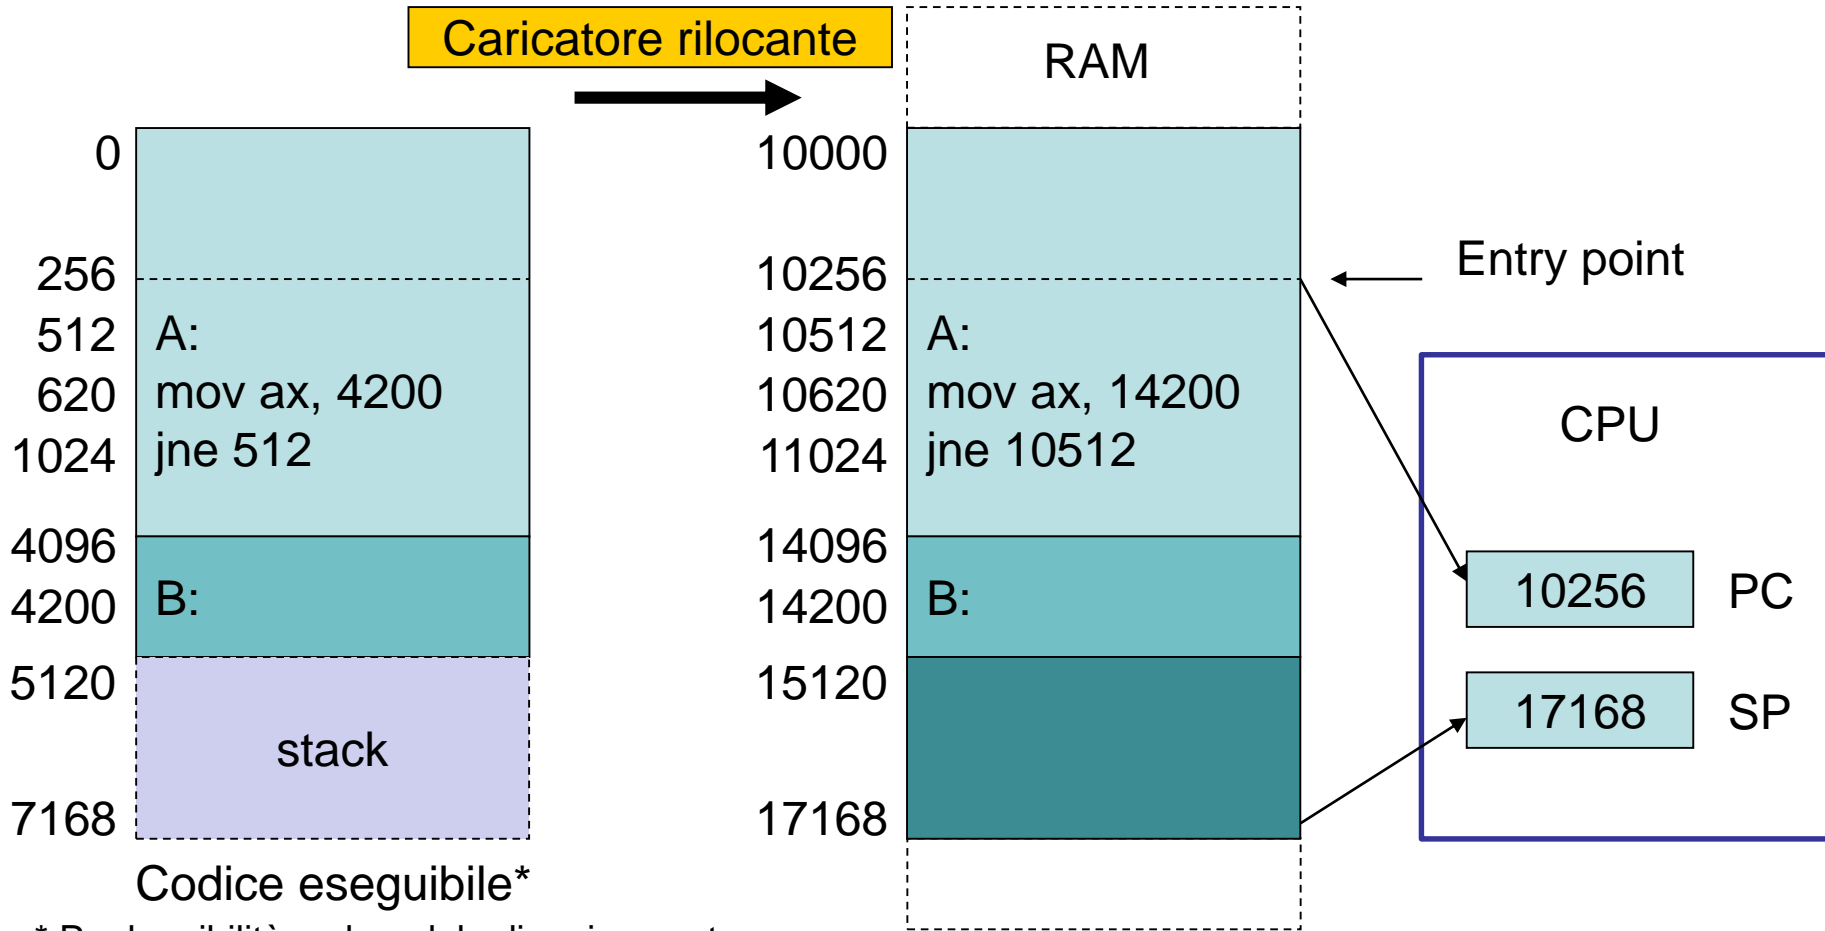 Caricatore rilocante
RAM
0
256
512 A:
620 mov ax, 4200
1024 jne 512
4096
4200 B:
5120
stack
7168
Codice eseguibile*
10000
10256
10512 A:
10620 mov ax, 14200
11024 jne 10512
14096
14200 B:
15120
17168
Entry point
CPU
10256 PC
17168 SP